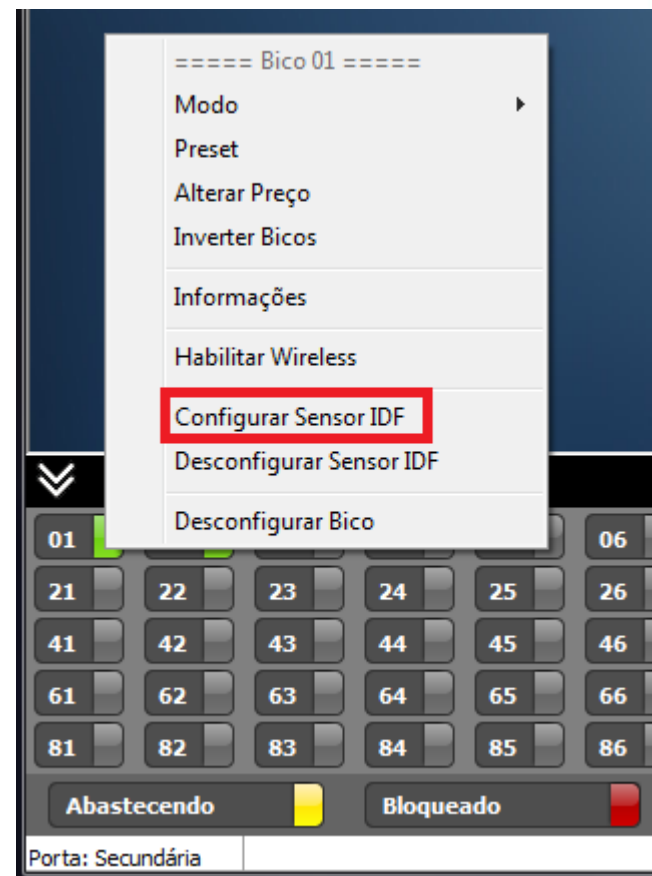 ===== Bico 01 =====
Modo
Preset
Alterar Preço
Inverter Bicos
Informações
Habilitar Wireless
Configurar Sensor IDF
Desconfigurar Sensor IDF
Desconfigurar Bico
01 06
21 22 23 24 25 26
41 42 43 44 45 46
61 62 63 64 65 66
81 82 83 84 85 86
Abastecendo Bloqueado
Porta: Secundária